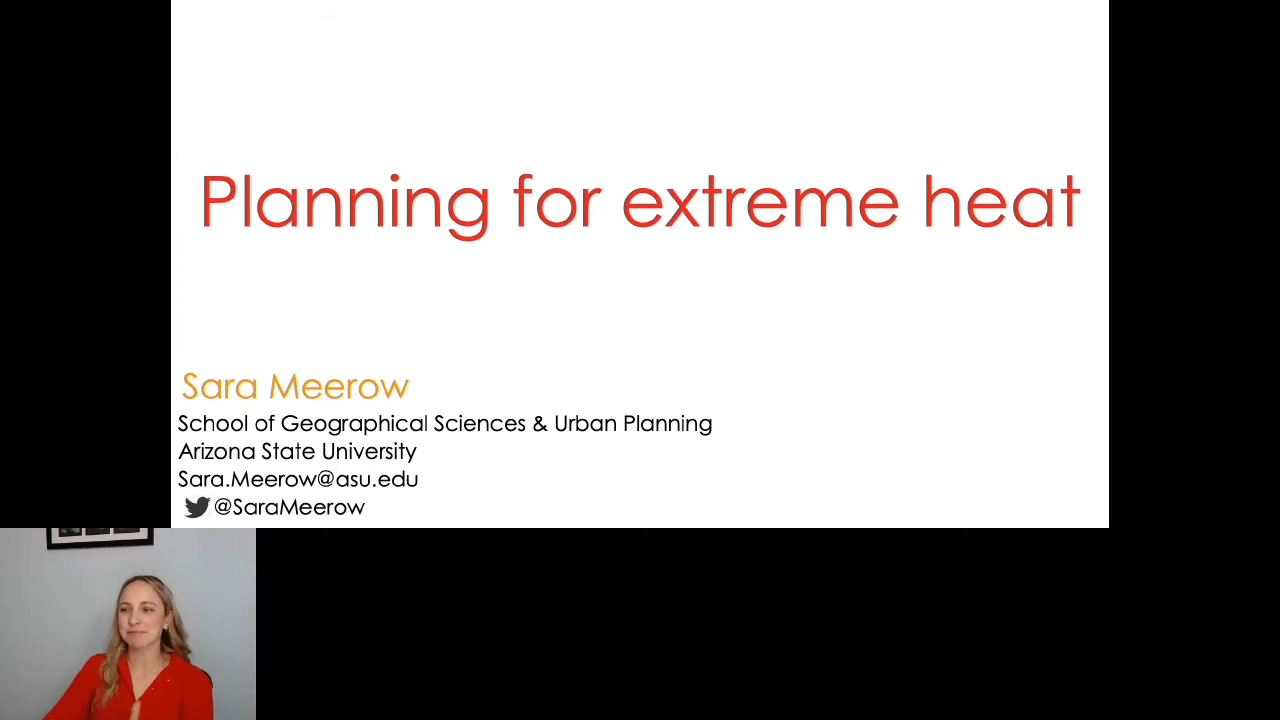 Planning for extreme heat
Sara Meerow
School of Geographical Sciences & Urban Planning
Arizona State University
Sara.Meerow@asu.edu
@SaraMeerow